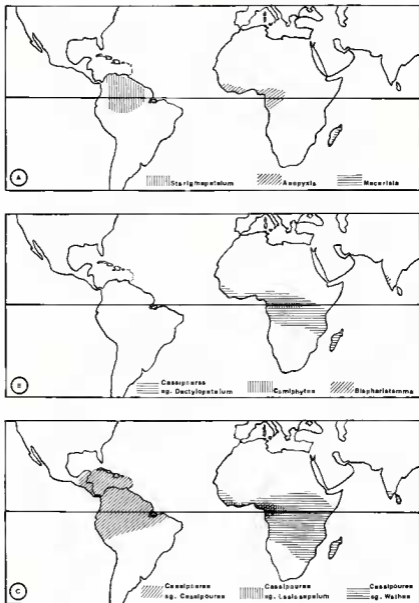 A
Sterigmapetalum Anopyxis Macarisia
B
Cassipourea Comiphyton Blepharistemma
sg. Dactylopetalum
C
Cassipourea Cassipourea Cassipourea
sg. Cassipourea sg. Lasiosepalum sg. Weihea